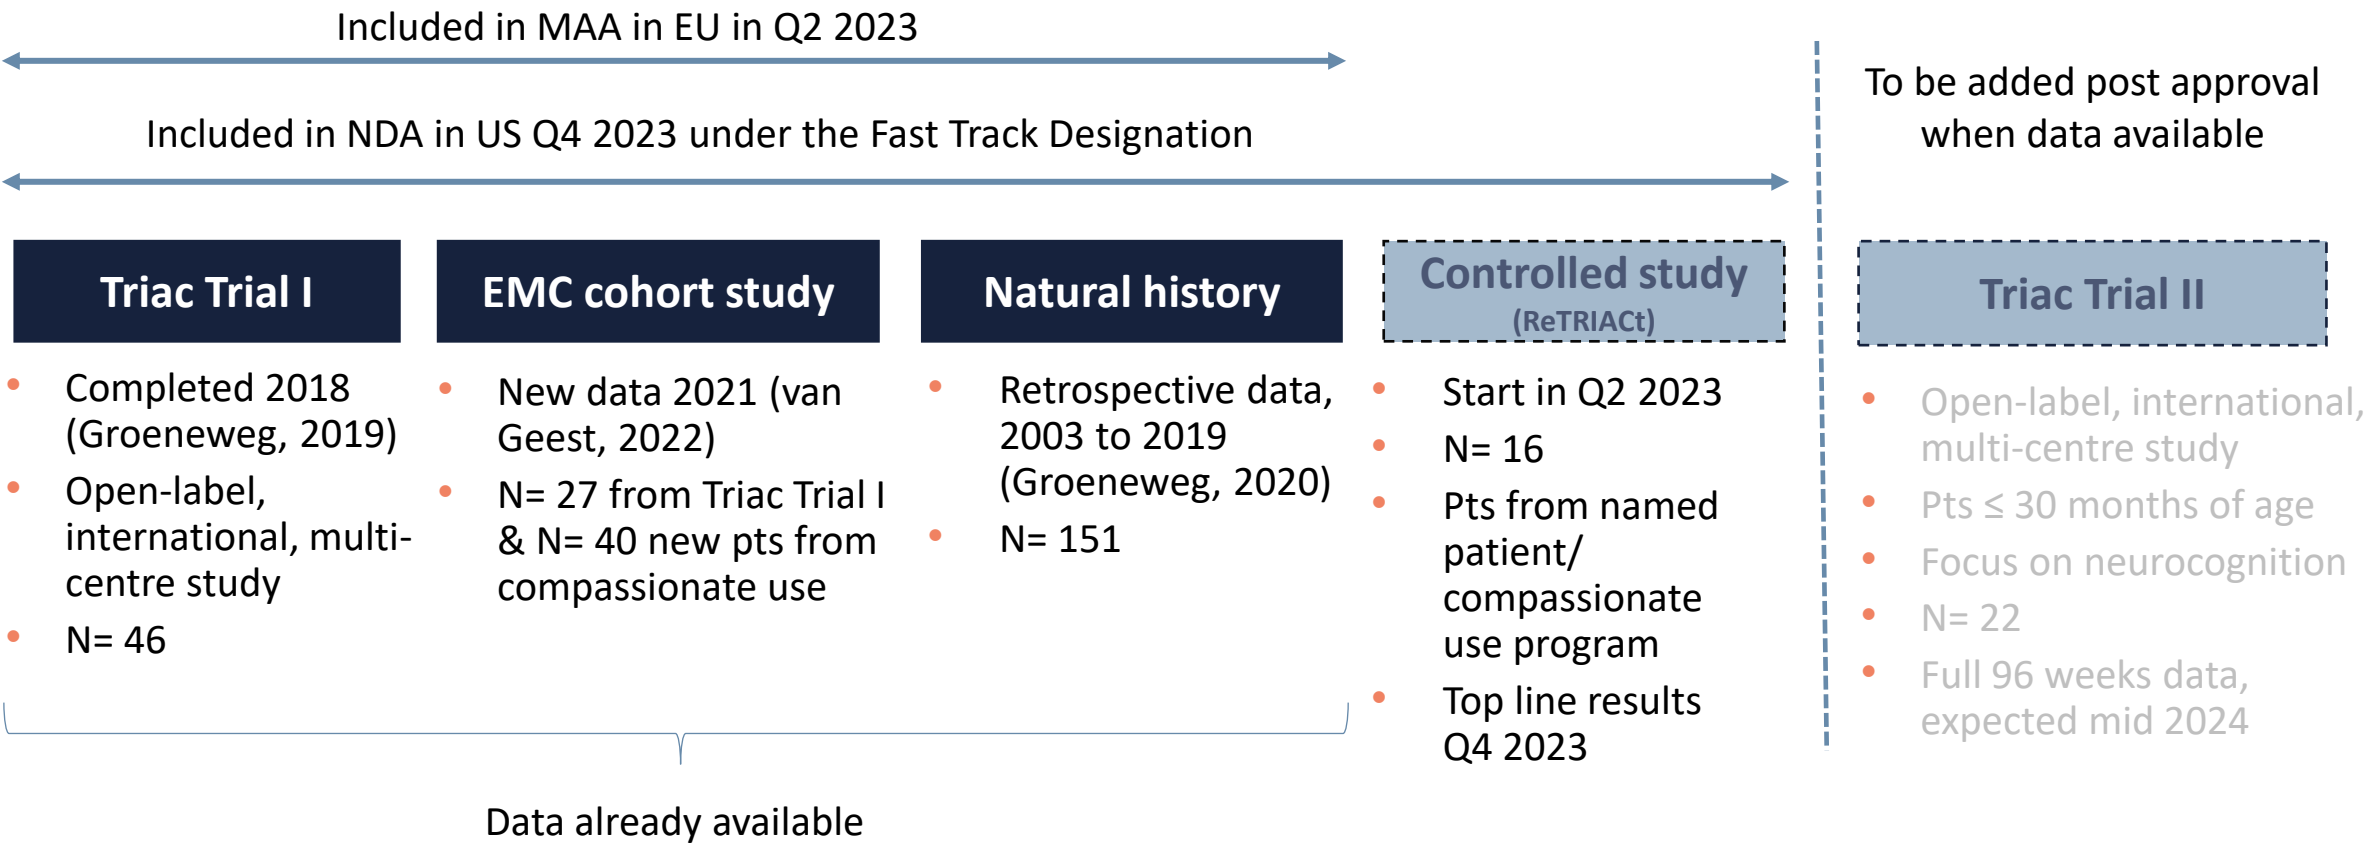 Included in MAA in EU in Q2 2023
Included in NDA in US Q4 2023 under the Fast Track Designation
To be added post approval
when data available
Triac Trial I
• Completed 2018
(Groeneweg, 2019)
• Open-label,
international, multi-
centre study
• N= 46
EMC cohort study
• New data 2021 (van
Geest, 2022)
• N= 27 from Triac Trial I
& N= 40 new pts from
compassionate use
Natural history
• Retrospective data,
2003 to 2019
(Groeneweg, 2020)
• N= 151
Data already available
Controlled study
(ReTRIACt)
• Start in Q2 2023
• N= 16
• Pts from named
patient/
compassionate
use program
• Top line results
Q4 2023
Triac Trial II
• Open-label, international,
multi-centre study
• Pts ≤ 30 months of age
• Focus on neurocognition
• N= 22
• Full 96 weeks data,
expected mid 2024